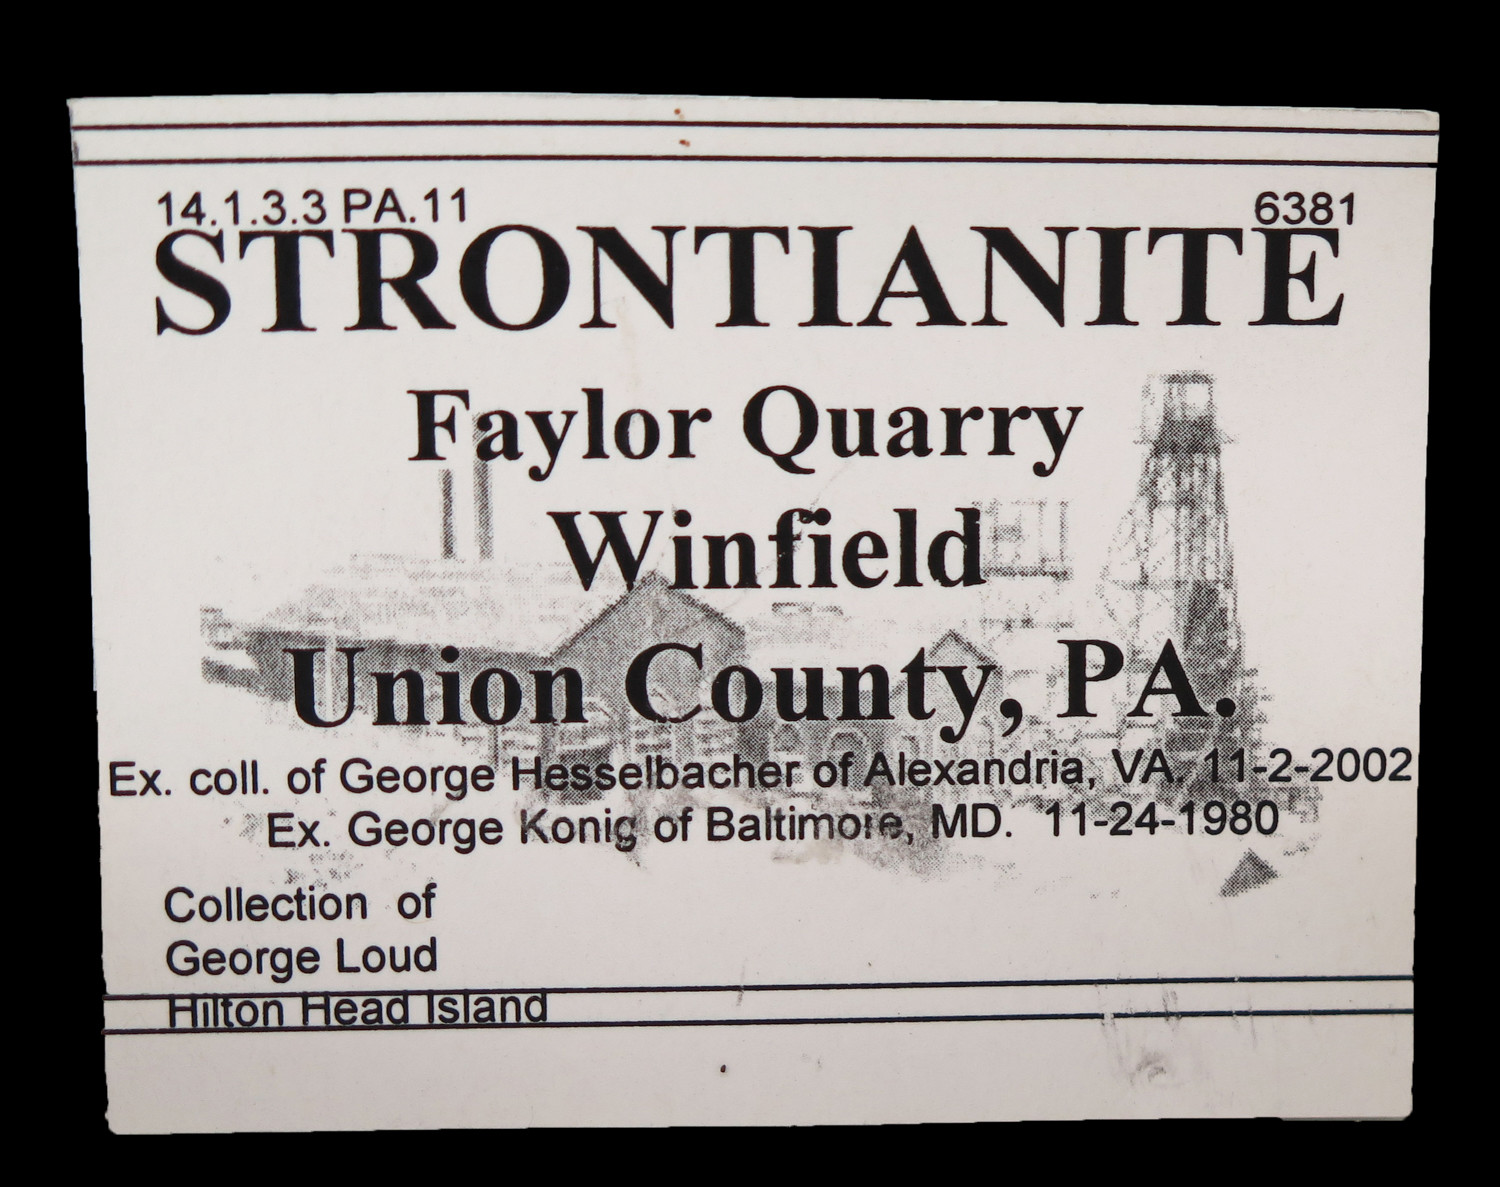 14.1.3.3 PA.11 6381
STRONTIANITE
Faylor Quarry
Winfield
Union County, PA.
Ex. coll. of George Hesselbacher of Alexandria, VA. 11-2-2002
Ex. George Konig of Baltimore, MD. 11-24-1980
Collection of
George Loud
Hilton Head Island